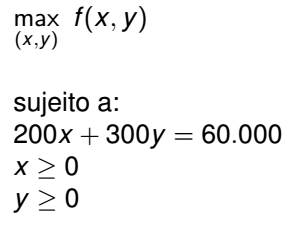 max f(x, y)
(x,y)
sujeito a:
200x + 300y = 60.000
x ≥ 0
y ≥ 0